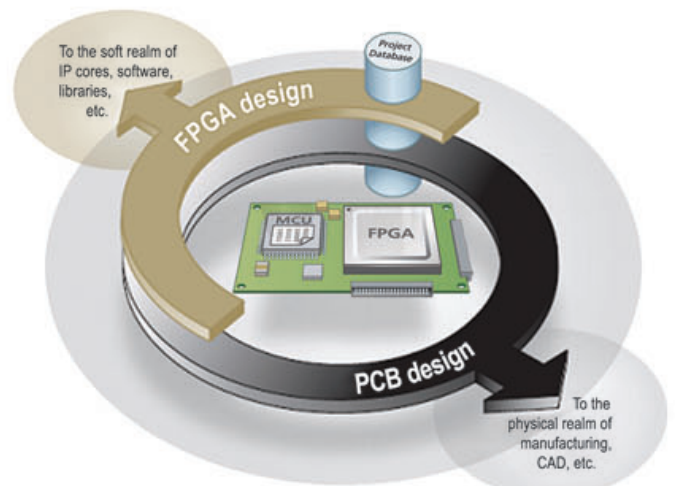 Project
Database
To the soft realm of
IP cores, software,
libraries,
etc.
FPGA design
MCU
FPGA
PCB design
To the
physical realm of
manufacturing,
CAD, etc.